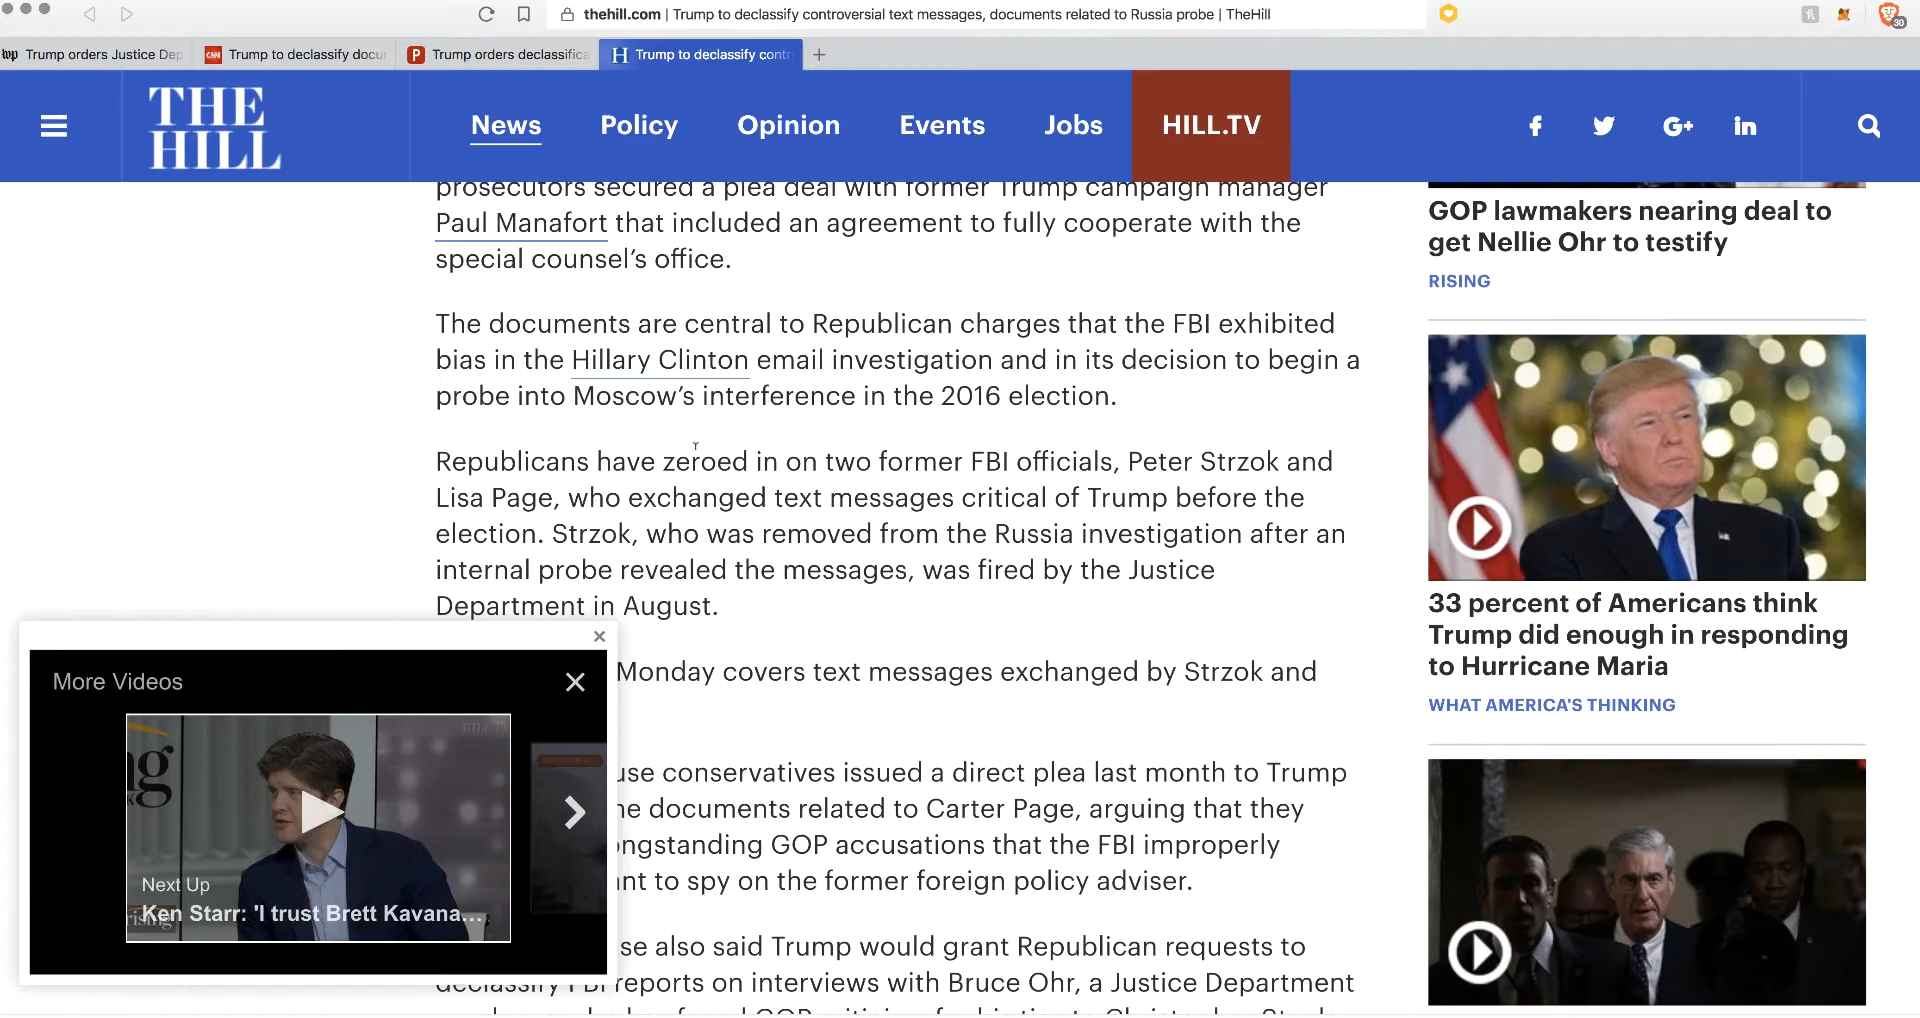 thehill.com | Trump to declassify controversial text messages, documents related to Russia probe | TheHill
30
wp Trump orders Justice Dep
CNN Trump to declassify docu
P Trump orders declassifica
H Trump to declassify cont
THE
HILL
News
Policy
Opinion
Events
Jobs
HILL.TV
G+
in
prosecutors secured a plea deal with former Trump campaign manager
Paul Manafort that included an agreement to fully cooperate with the
special counsel’s office.
The documents are central to Republican charges that the FBI exhibited
bias in the Hillary Clinton email investigation and in its decision to begin a
probe into Moscow’s interference in the 2016 election.
Republicans have zeroed in on two former FBI officials, Peter Strzok and
Lisa Page, who exchanged text messages critical of Trump before the
election. Strzok, who was removed from the Russia investigation after an
internal probe revealed the messages, was fired by the Justice
Department in August.
Monday covers text messages exchanged by Strzok and
use conservatives issued a direct plea last month to Trump
ne documents related to Carter Page, arguing that they
ongstanding GOP accusations that the FBI improperly
ant to spy on the former foreign policy adviser.
se also said Trump would grant Republican requests to
declassify FBI reports on interviews with Bruce Ohr, a Justice Department
More Videos
Next Up
Ken Starr: 'I trust Brett Kavana...
rising
GOP lawmakers nearing deal to
get Nellie Ohr to testify
RISING
33 percent of Americans think
Trump did enough in responding
to Hurricane Maria
WHAT AMERICA'S THINKING